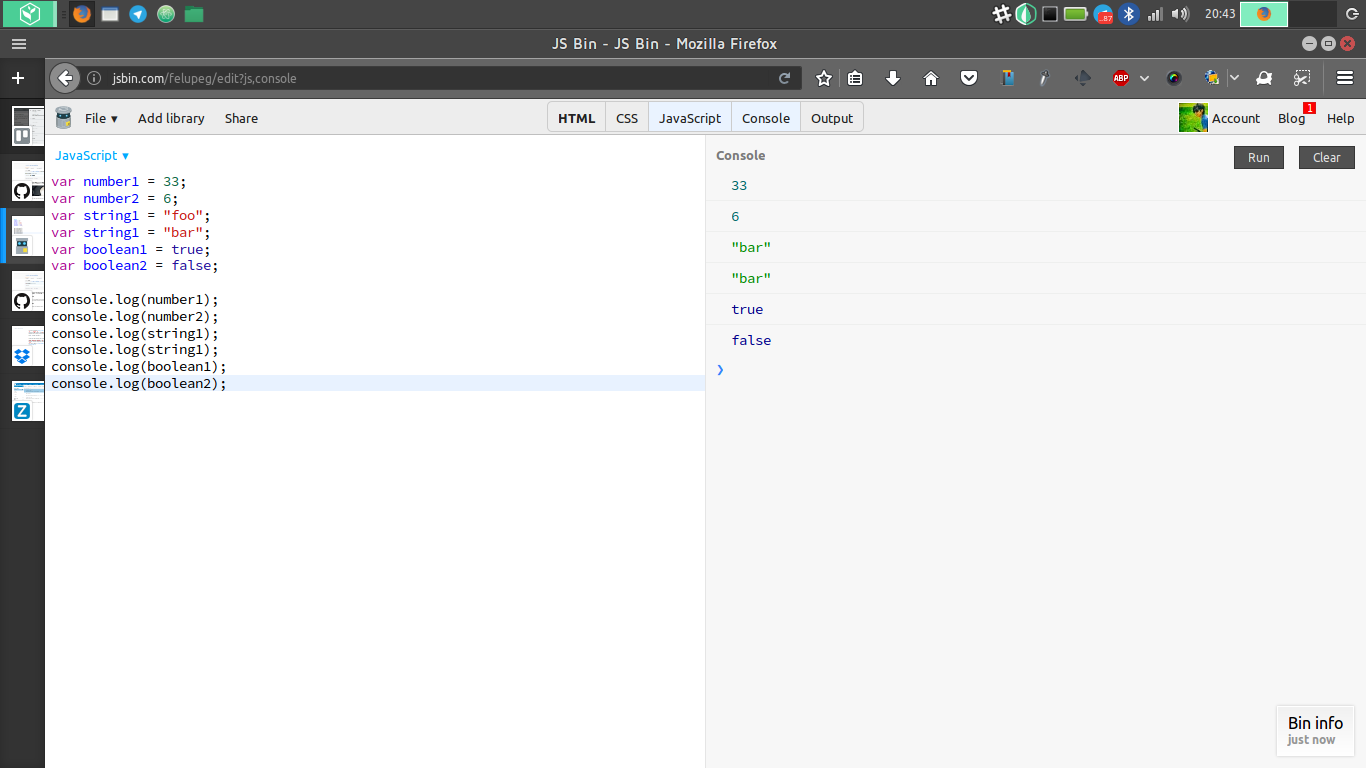 .87
20:43
JS Bin - JS Bin - Mozilla Firefox
jsbin.com/felupeg/edit?js,console
ABP
File ▾ Add library Share HTML CSS JavaScript Console Output Account Blog 1 Help
JavaScript ▾
var number1 = 33;
var number2 = 6;
var string1 = "foo";
var string1 = "bar";
var boolean1 = true;
var boolean2 = false;
console.log(number1);
console.log(number2);
console.log(string1);
console.log(string1);
console.log(boolean1);
console.log(boolean2);
Console Run Clear
33
6
"bar"
"bar"
true
false
❯
Z
Bin info
just now